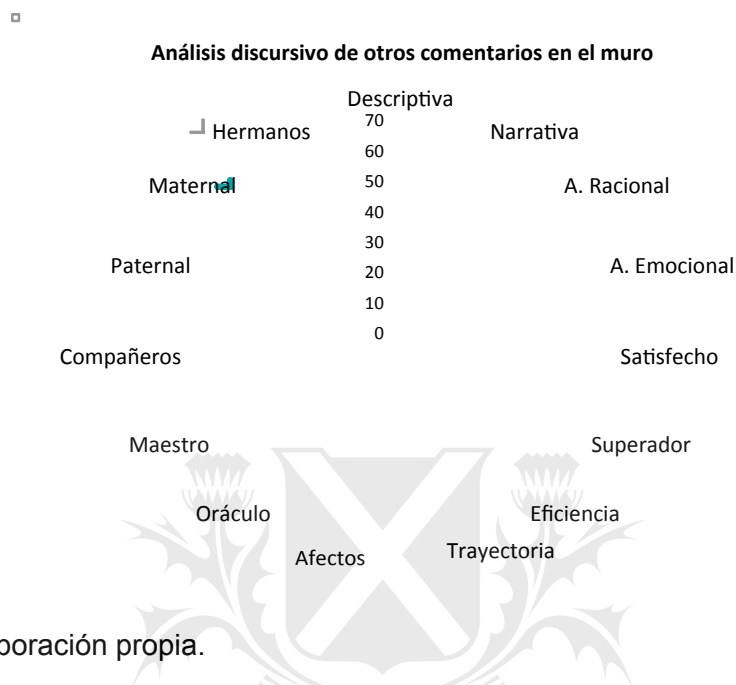 Análisis discursivo de otros comentarios en el muro
Descriptiva
Narrativa
A. Racional
A. Emocional
Satisfecho
Superador
Eficiencia
Trayectoria
Afectos
Oráculo
Maestro
Compañeros
Paternal
Maternal
Hermanos
70
60
50
40
30
20
10
0
propia.